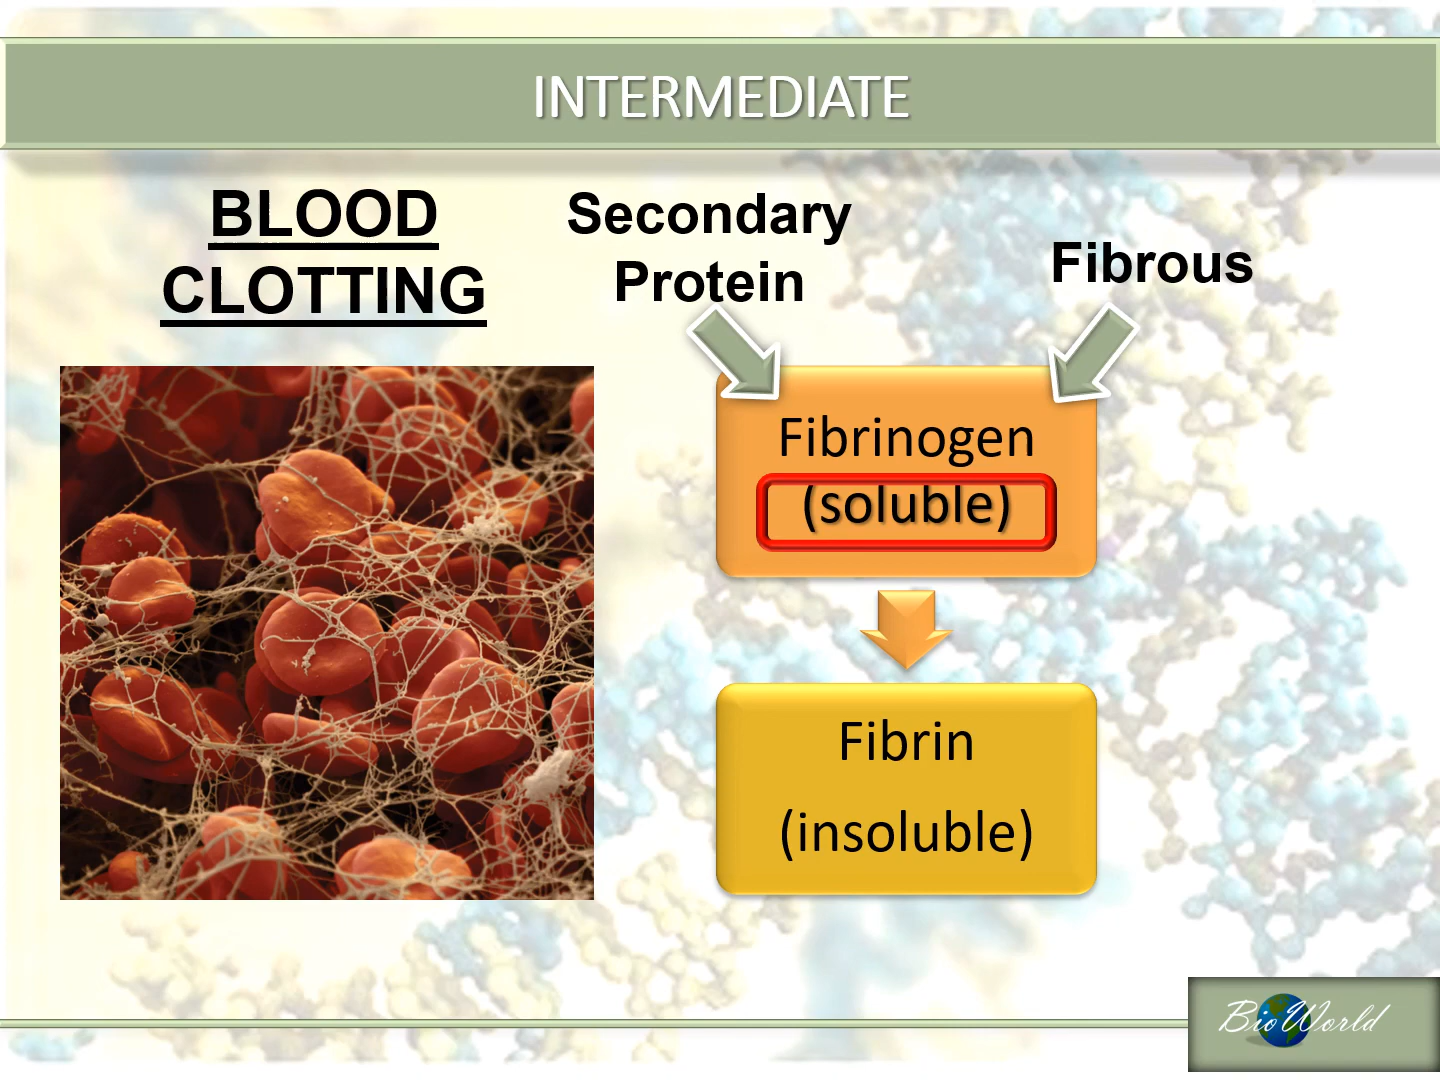 INTERMEDIATE
BLOOD
CLOTTING
Secondary
Protein
Fibrous
Fibrinogen
(soluble)
Fibrin
(insoluble)
BioWorld